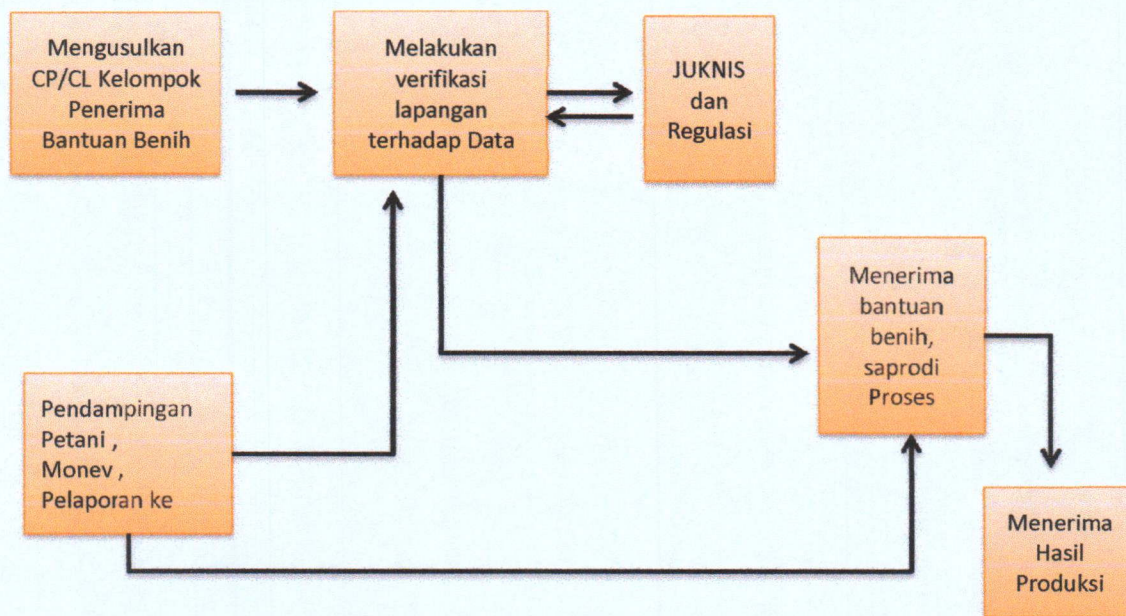 Mengusulkan
CP/CL Kelompok
Penerima
Bantuan Benih
Melakukan
verifikasi
lapangan
terhadap Data
JUKNIS
dan
Regulasi
Menerima
bantuan
benih,
saprodi
Proses
Pendampingan
Petani ,
Monev ,
Pelaporan ke
Menerima
Hasil
Produksi